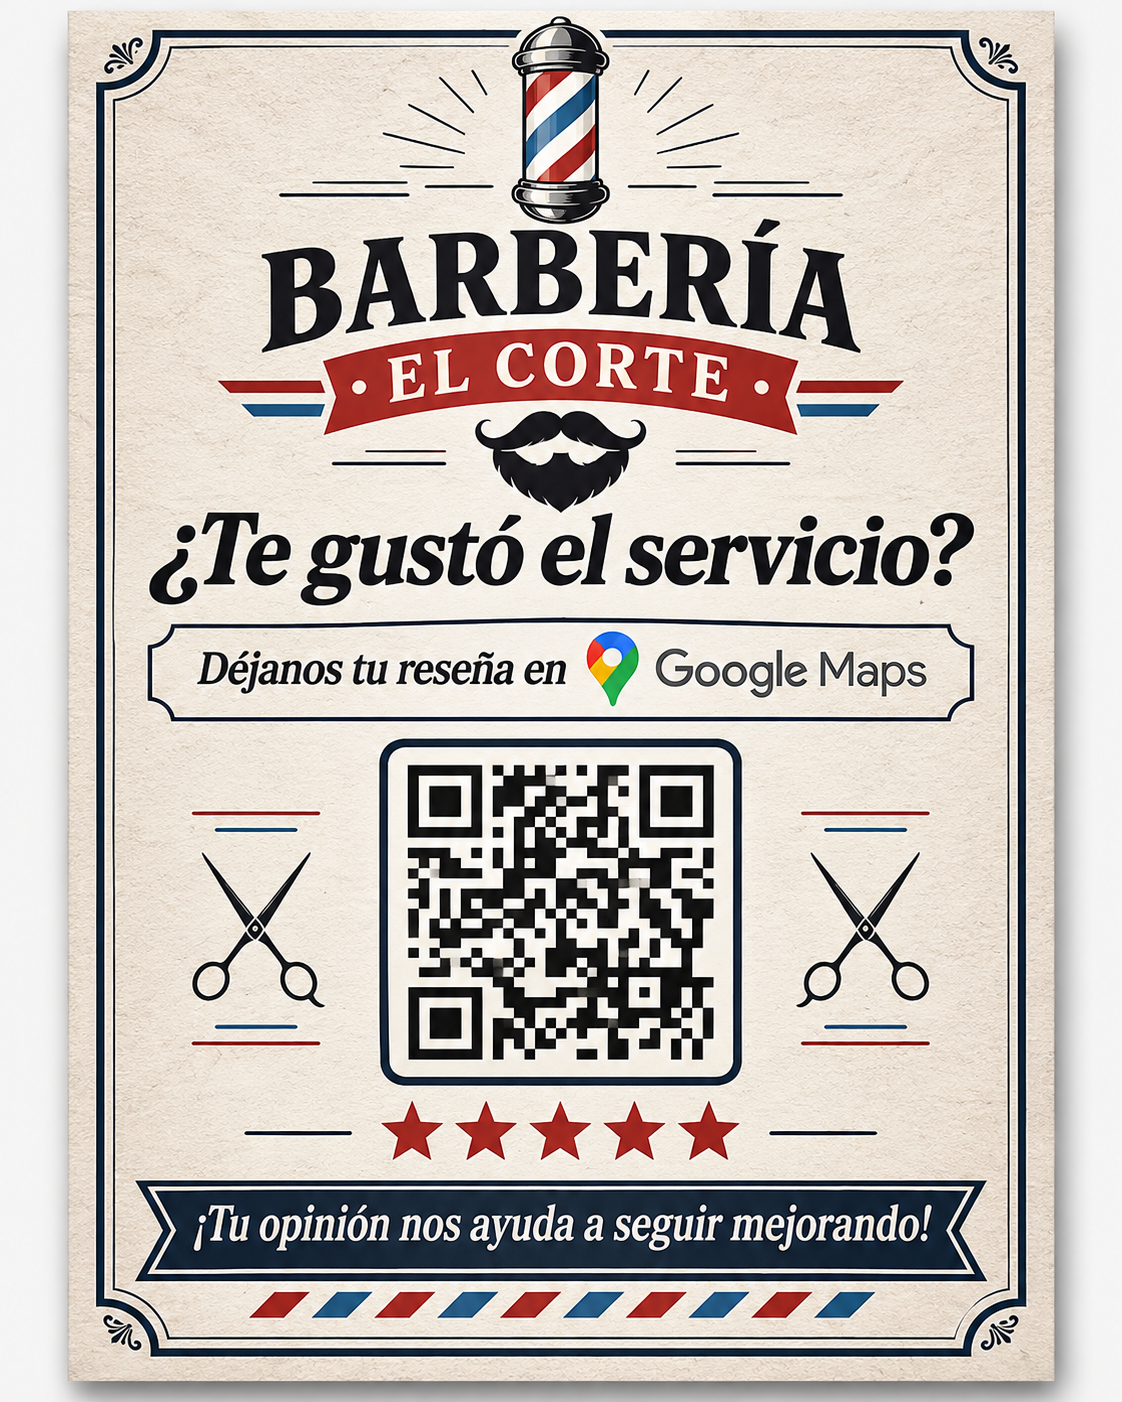 BARBERÍA
• EL CORTE •
¿Te gustó el servicio?
Déjanos tu reseña en Google Maps
¡Tu opinión nos ayuda a seguir mejorando!